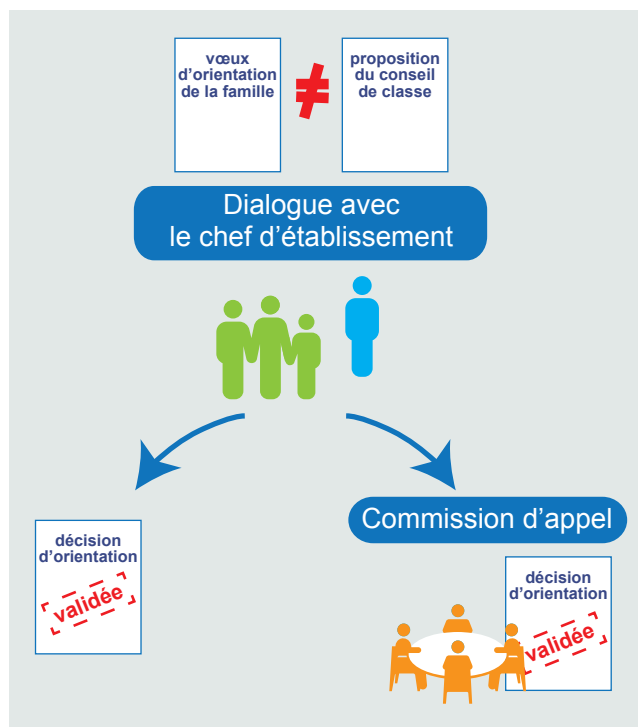 vœux
d'orientation
de la famille
≠
proposition
du conseil
de classe
Dialogue avec
le chef d'établissement
décision
d'orientation
validée
Commission d'appel
décision
d'orientation
validée